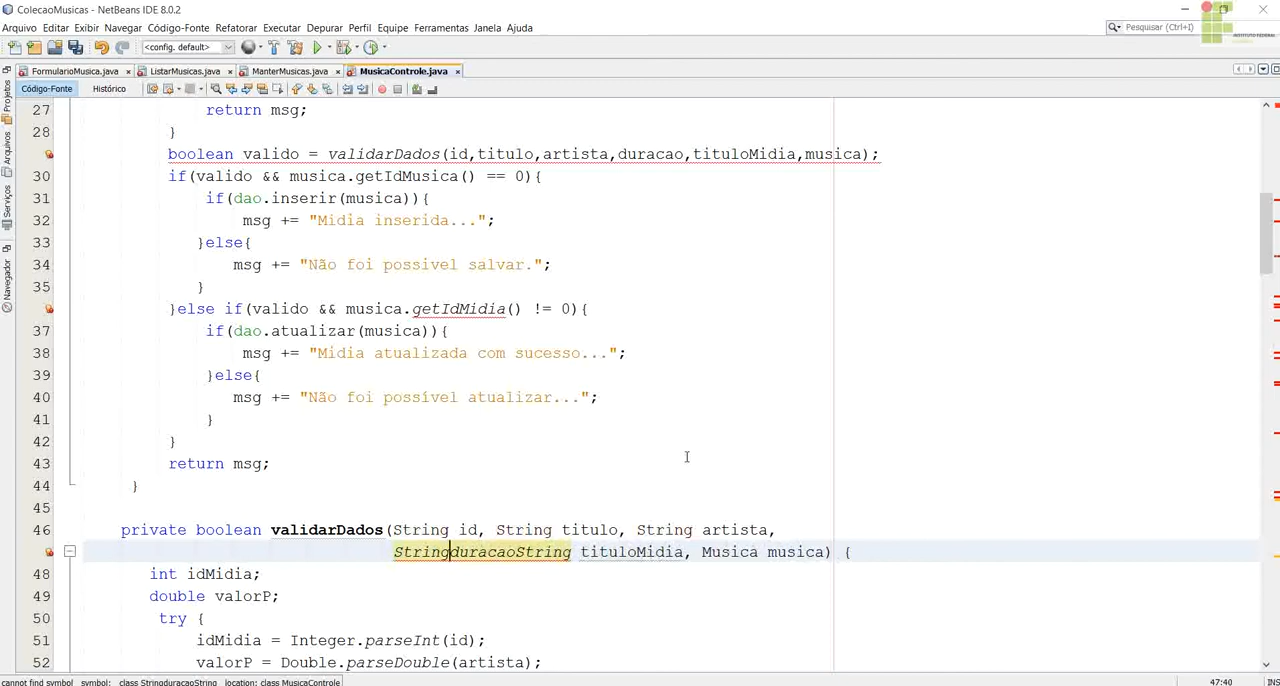 ColecaoMusicas - NetBeans IDE 8.0.2
Arquivo Editar Exibir Navegar Código-Fonte Refatorar Executar Depurar Perfil Equipe Ferramentas Janela Ajuda
Pesquisar (Ctrl+I)
INSTITUTO FEDERAL
<config. default>
FormularioMusica.java ListarMusicas.java ManterMusicas.java MusicaControle.java
Código-Fonte Histórico
Projetos
Arquivos
Serviços
Navegador
27 return msg;
28 }
boolean valido = validarDados(id,titulo,artista,duracao,tituloMidia,musica);
30 if(valido && musica.getIdMusica() == 0){
31 if(dao.inserir(musica)){
32 msg += "Midia inserida...";
33 }else{
34 msg += "Não foi possivel salvar.";
35 }
}else if(valido && musica.getIdMidia() != 0){
37 if(dao.atualizar(musica)){
38 msg += "Mídia atualizada com sucesso...";
39 }else{
40 msg += "Não foi possível atualizar...";
41 }
42 }
43 return msg;
44 }
45
46 private boolean validarDados(String id, String titulo, String artista,
StringduracaoString tituloMidia, Musica musica) {
48 int idMidia;
49 double valorP;
50 try {
51 idMidia = Integer.parseInt(id);
52 valorP = Double.parseDouble(artista);
cannot find symbol symbol: class StringduracaoString location: class MusicaControle
47:40 INS